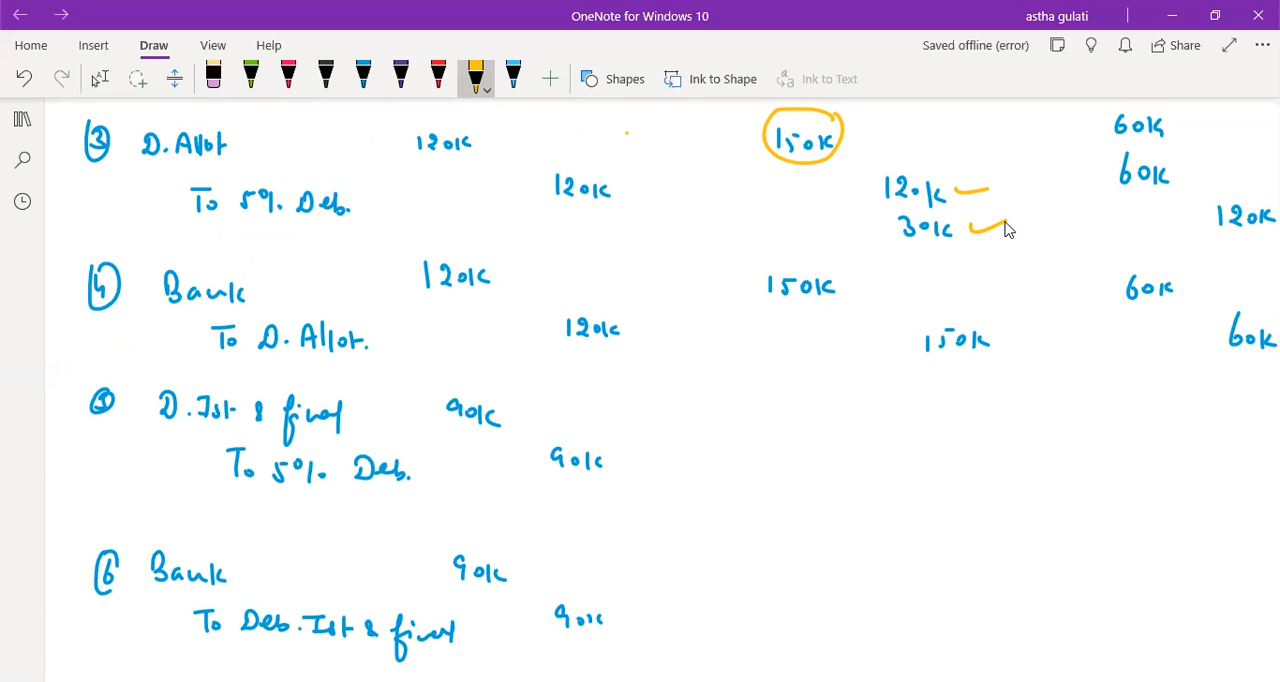 OneNote for Windows 10
astha gulati
Home Insert Draw View Help
Saved offline (error) Share
Shapes Ink to Shape Ink to Text
③ D. Allot 120K 150K 60K
60K
To 5% Deb. 120K 120K
30K 120K
④ Bank 120K 150K 60K
To D. Allot. 120K 150K 60K
⑤ D. Ist & final 90K
To 5% Deb. 90K
⑥ Bank 90K
To Deb. Ist & final 90K